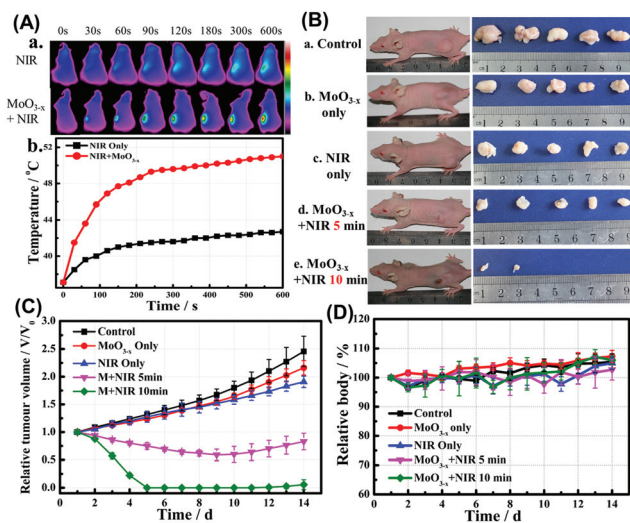 (A)
0s 30s 60s 90s 120s 180s 300s 600s
a.
NIR
MoO3-x
+ NIR
b.
NIR Only
NIR+MoO3-x
Temperature / °C
52
48
44
40
0 100 200 300 400 500 600
Time / s
(B)
a. Control
b. MoO3-x
only
c. NIR
only
d. MoO3-x
+NIR 5 min
e. MoO3-x
+NIR 10 min
(C)
Relative tumour volume / V/V0
3.0
2.5
2.0
1.5
1.0
0.5
0.0
Control
MoO3-x Only
NIR Only
M+NIR 5min
M+NIR 10min
0 2 4 6 8 10 12 14
Time / d
(D)
Relative body / %
120
110
100
90
80
70
60
Control
MoO3-x only
NIR Only
MoO3-x+NIR 5 min
MoO3-x+NIR 10 min
0 2 4 6 8 10 12 14
Time / d